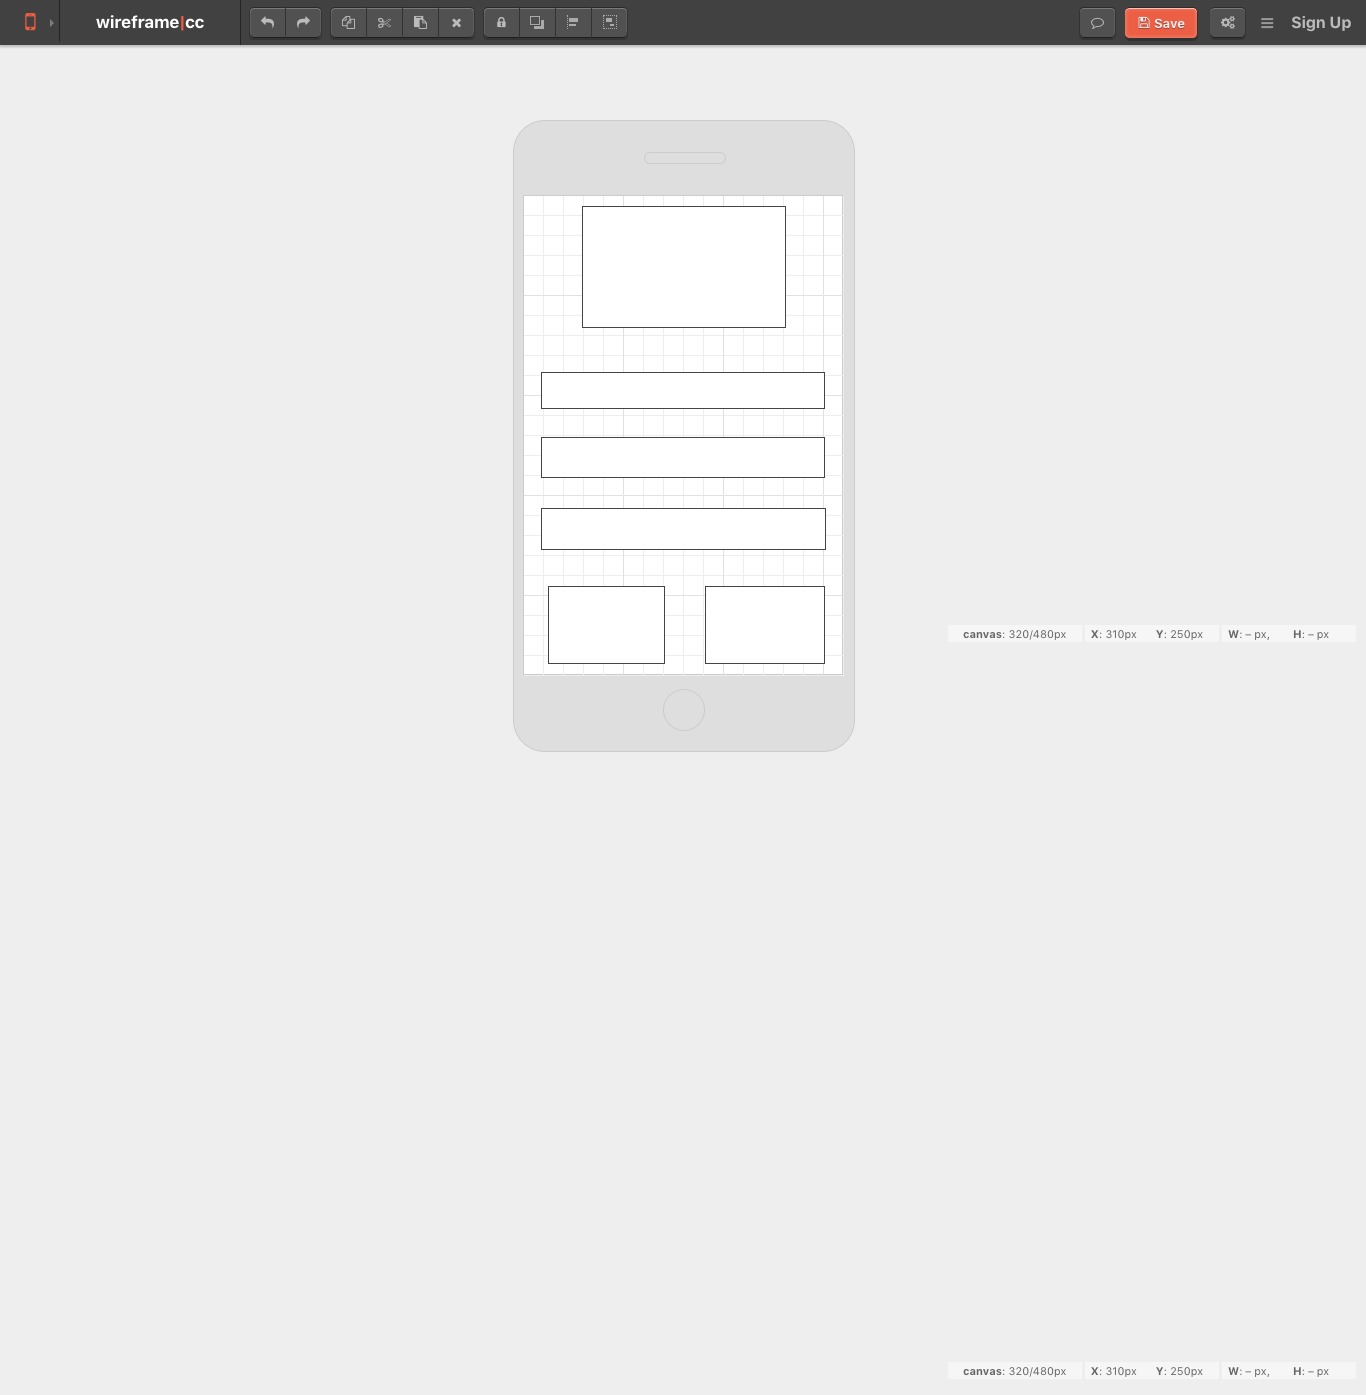 wireframe|cc
Save
Sign Up
canvas: 320/480px X: 310px Y: 250px W: – px, H: – px
canvas: 320/480px X: 310px Y: 250px W: – px, H: – px